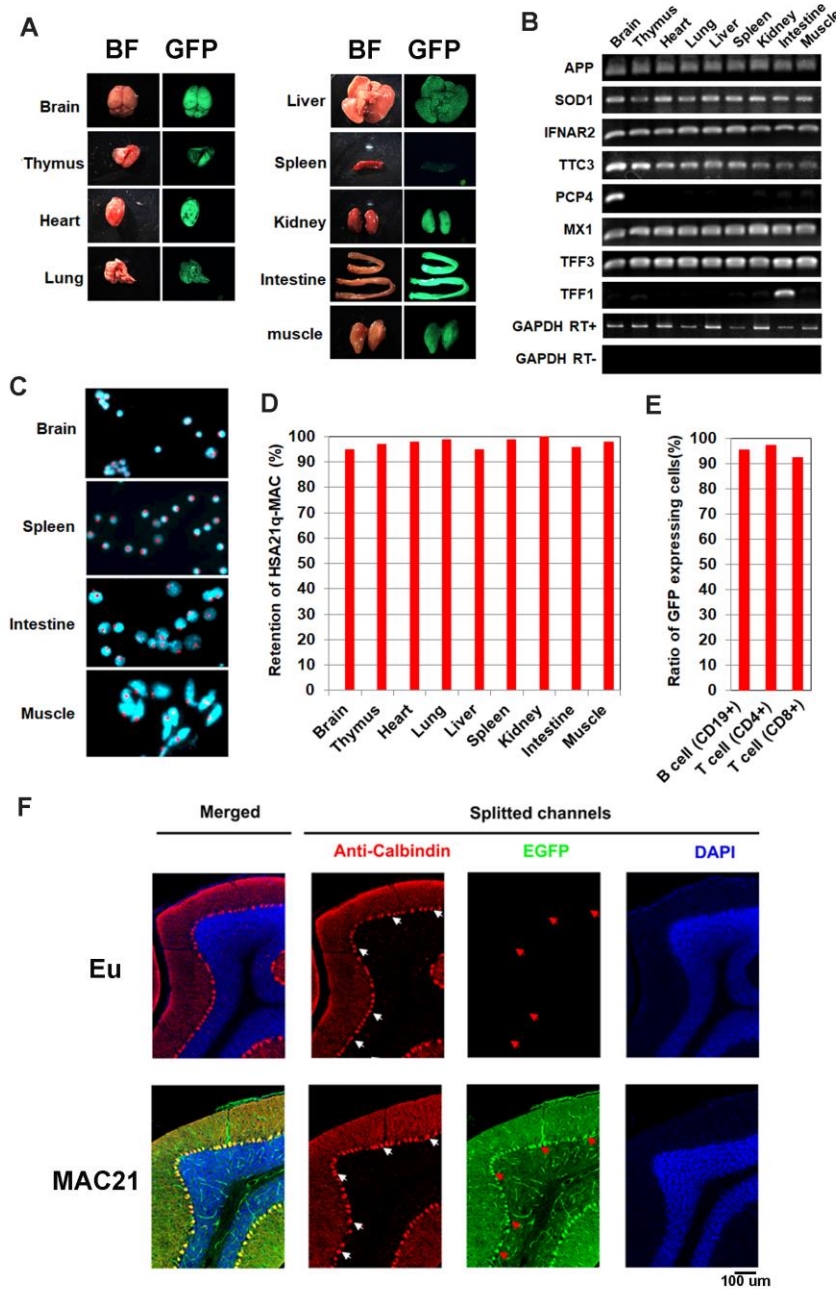 A
BF GFP
Brain
Thymus
Heart
Lung
BF GFP
Liver
Spleen
Kidney
Intestine
muscle
B
Brain
Thymus
Heart
Lung
Liver
Spleen
Kidney
Intestine
Muscle
APP
SOD1
IFNAR2
TTC3
PCP4
MX1
TFF3
TFF1
GAPDH RT+
GAPDH RT-
C
Brain
Spleen
Intestine
Muscle
D
Retention of HSA21q-MAC (%)
100
90
80
70
60
50
40
30
20
10
0
Brain
Thymus
Heart
Lung
Liver
Spleen
Kidney
Intestine
Muscle
E
Ratio of GFP expressing cells(%)
100
90
80
70
60
50
40
30
20
10
0
B cell (CD19+)
T cell (CD4+)
T cell (CD8+)
F
Merged Splitted channels
Anti-Calbindin EGFP DAPI
Eu
MAC21
100 um